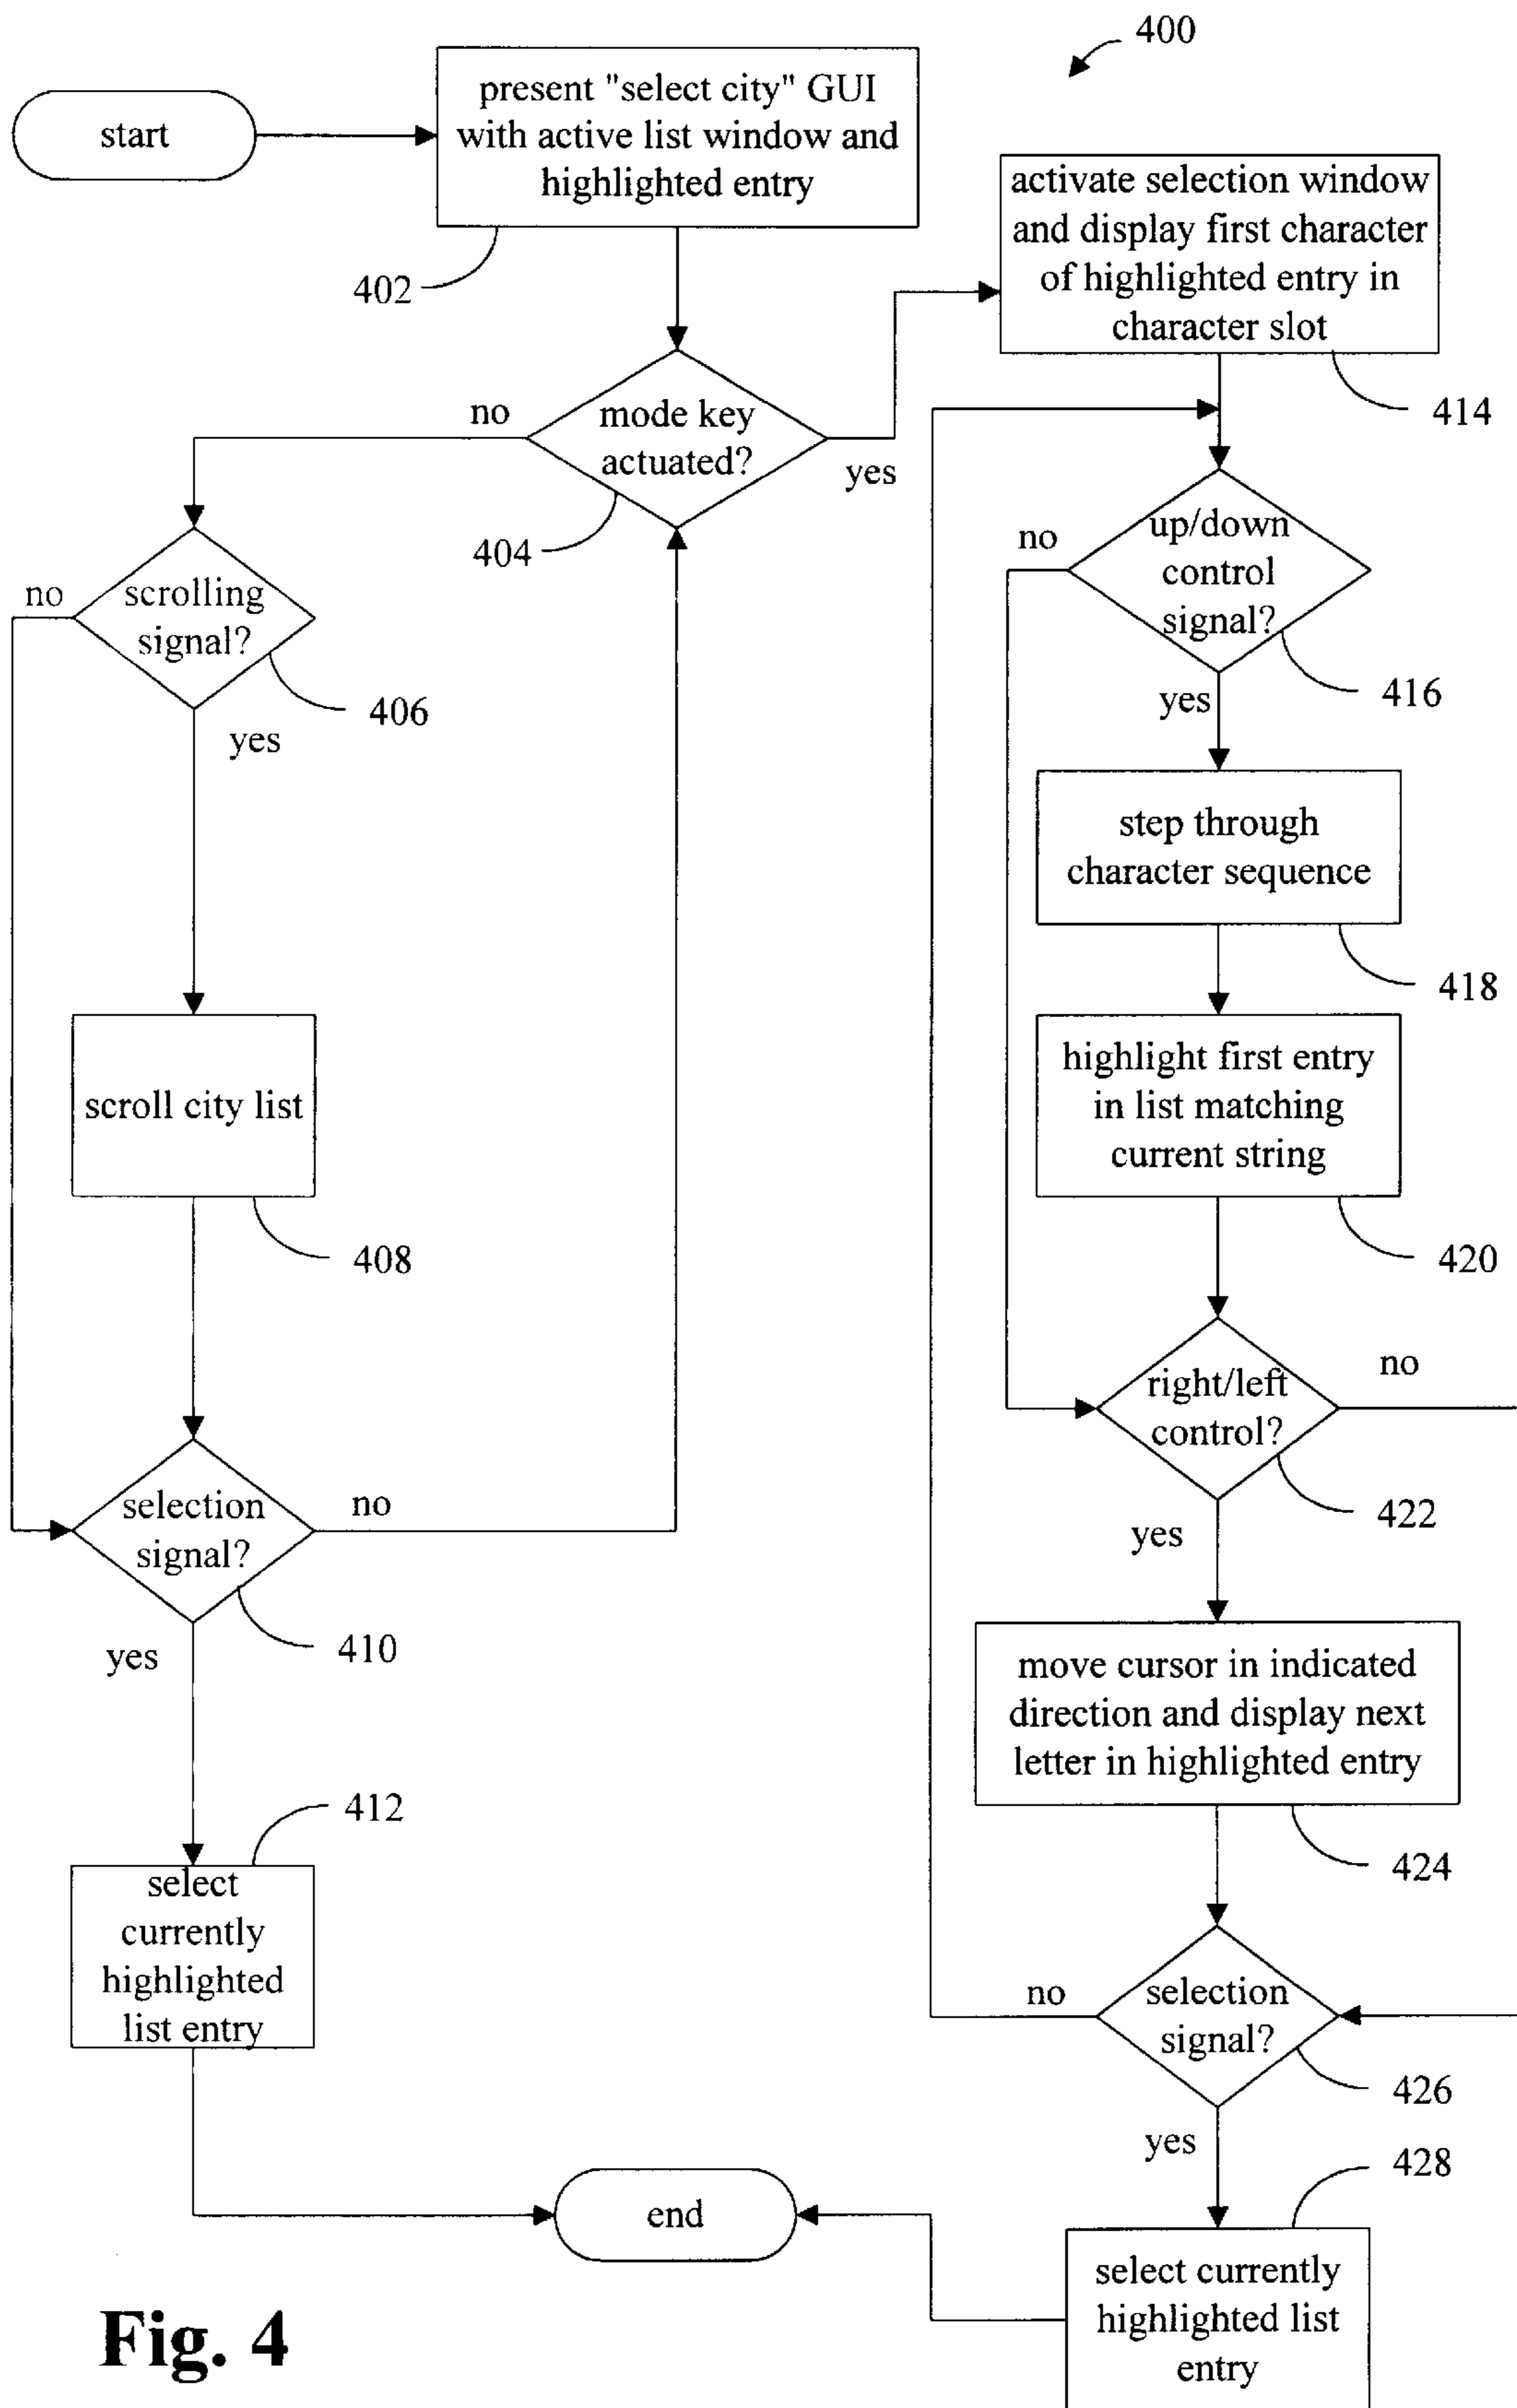 400
start
present "select city" GUI
with active list window and
highlighted entry
402
activate selection window
and display first character
of highlighted entry in
character slot
414
mode key
actuated?
no
yes
404
scrolling
signal?
no
yes
406
up/down
control
signal?
no
yes
416
step through
character sequence
418
scroll city list
408
highlight first entry
in list matching
current string
420
right/left
control?
no
yes
422
selection
signal?
no
yes
410
move cursor in indicated
direction and display next
letter in highlighted entry
424
412
select
currently
highlighted
list entry
selection
signal?
no
yes
426
428
end
select currently
highlighted list
entry
Fig. 4